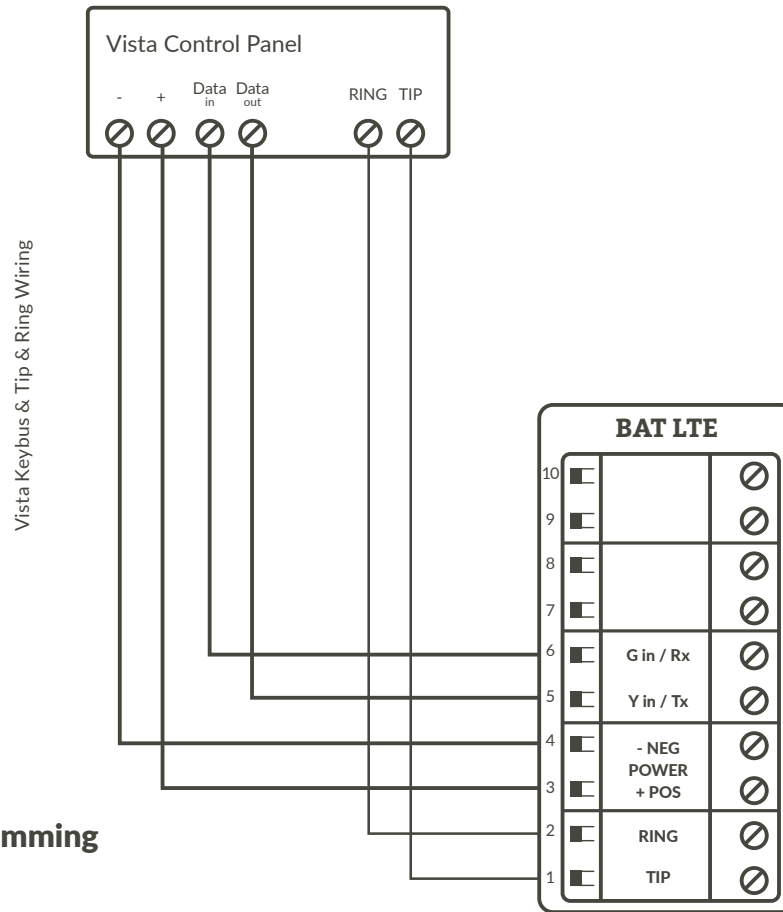 Vista Control Panel
- + Data in Data out RING TIP
Vista Keybus & Tip & Ring Wiring
BAT LTE
10
9
8
7
6 G in / Rx
5 Y in / Tx
4 - NEG
POWER
3 + POS
2 RING
1 TIP
mming